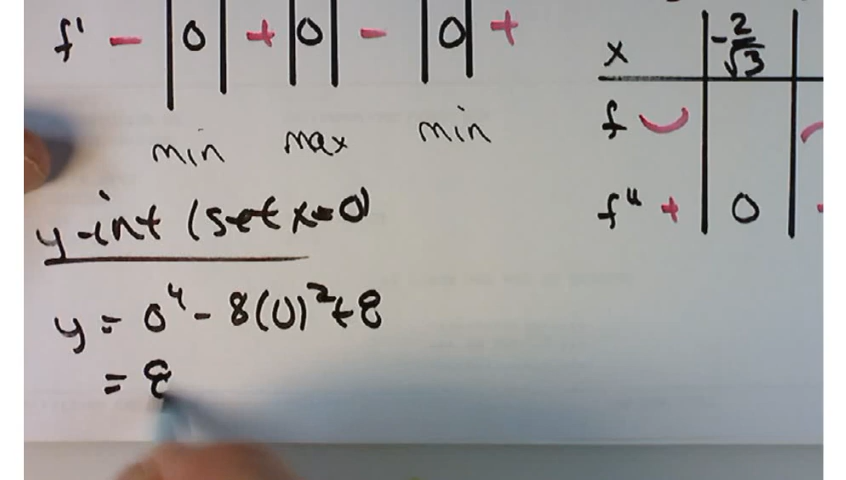 f' - 0 + 0 - 0 +
min max min
y-int (set x=0)
y = 0⁴ - 8(0)² + 8
= 8
x -2/√3
f
f" + 0